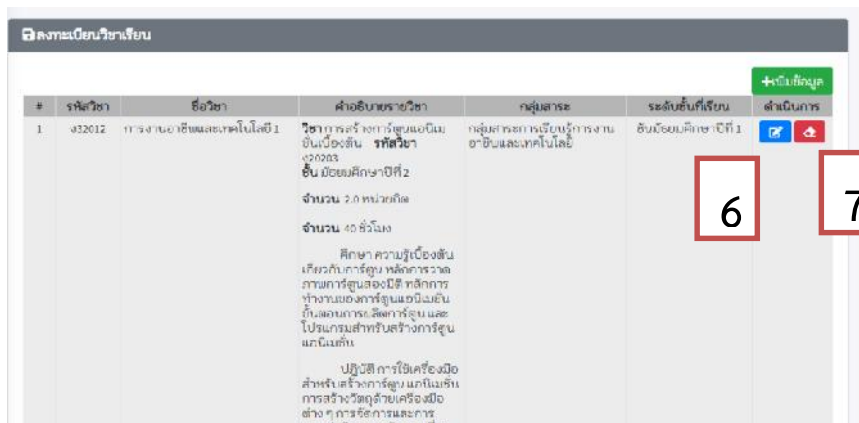 ลงทะเบียนวิชาเรียน
+เพิ่มข้อมูล
# รหัสวิชา ชื่อวิชา คำอธิบายรายวิชา กลุ่มสาระ ระดับชั้นที่เรียน ดำเนินการ
1 ง32012 การงานอาชีพและเทคโนโลยี 1 วิชา การสร้างการ์ตูนแอนิเม กลุ่มสาระการเรียนรู้การงาน ชั้นมัธยมศึกษาปีที่ 1
ชั่นเบื้องต้น รหัสวิชา อาชีพและเทคโนโลยี
ง20203
ชั้น มัธยมศึกษาปีที่ 2
6
7
จำนวน 2.0 หน่วยกิต
จำนวน 40 ชั่วโมง
ศึกษา ความรู้เบื้องต้น
เกี่ยวกับการ์ตูน หลักการวาด
ภาพการ์ตูนสองมิติ หลักการ
ทำงานของการ์ตูนแอนิเมชัน
ขั้นตอนการผลิตการ์ตูน และ
โปรแกรมสำหรับสร้างการ์ตูน
แอนิเมชั่น
ปฏิบัติ การใช้เครื่องมือ
สำหรับสร้างการ์ตูน แอนิเมชั่น
การสร้างวัตถุด้วยเครื่องมือ
ต่าง ๆ การจัดการและการ